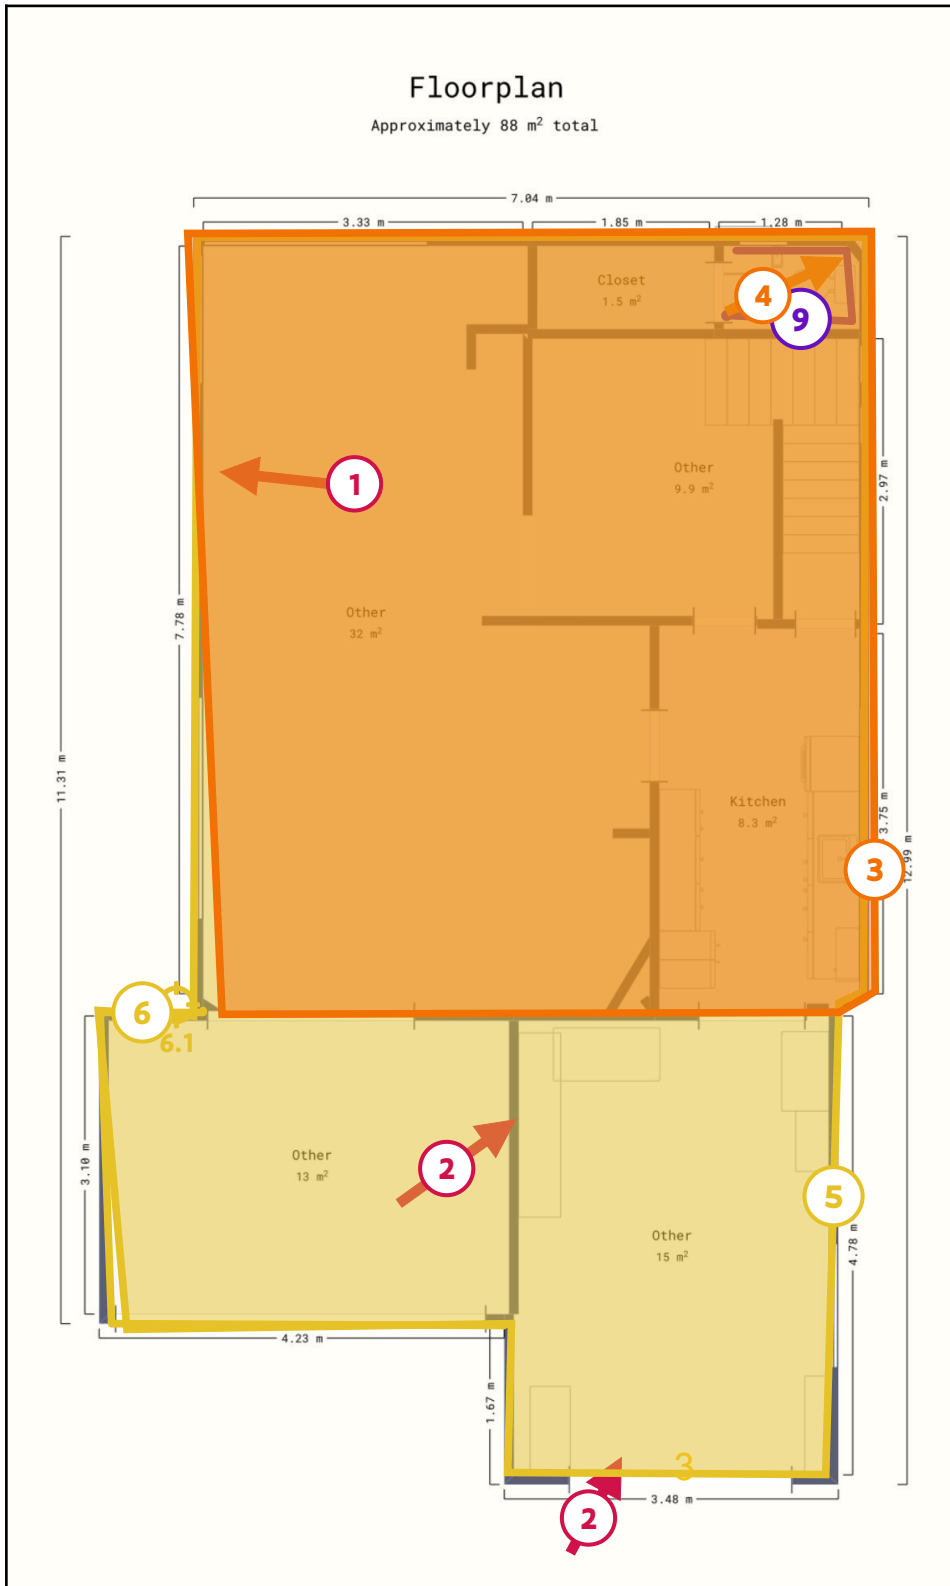 Floorplan
Approximately 88 m² total
7.04 m
3.33 m
1.85 m
1.28 m
Closet
1.5 m²
4
9
Other
9.9 m²
2.97 m
1
7.78 m
Other
32 m²
11.31 m
Kitchen
8.3 m²
3.75 m
12.99 m
3
6
6.1
3.10 m
Other
13 m²
2
5
Other
15 m²
4.78 m
4.23 m
1.67 m
3
3.48 m
2